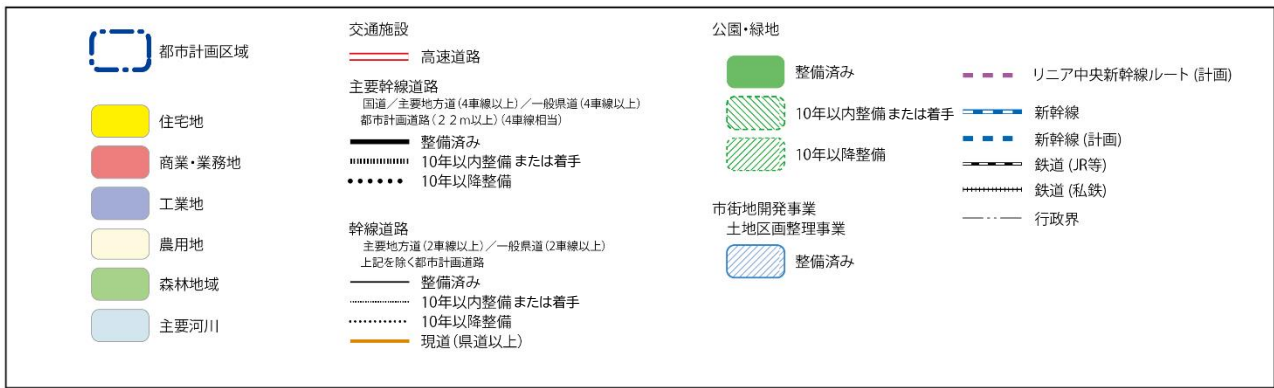 都市計画区域
住宅地
商業・業務地
工業地
農用地
森林地域
主要河川
交通施設
高速道路
主要幹線道路
国道／主要地方道(4車線以上)／一般県道(4車線以上)
都市計画道路(２２m以上)(4車線相当)
整備済み
10年以内整備または着手
10年以降整備
幹線道路
主要地方道(2車線以上)／一般県道(2車線以上)
上記を除く都市計画道路
整備済み
10年以内整備または着手
10年以降整備
現道(県道以上)
公園・緑地
整備済み
10年以内整備または着手
10年以降整備
市街地開発事業
土地区画整理事業
整備済み
リニア中央新幹線ルート(計画)
新幹線
新幹線(計画)
鉄道(JR等)
鉄道(私鉄)
行政界